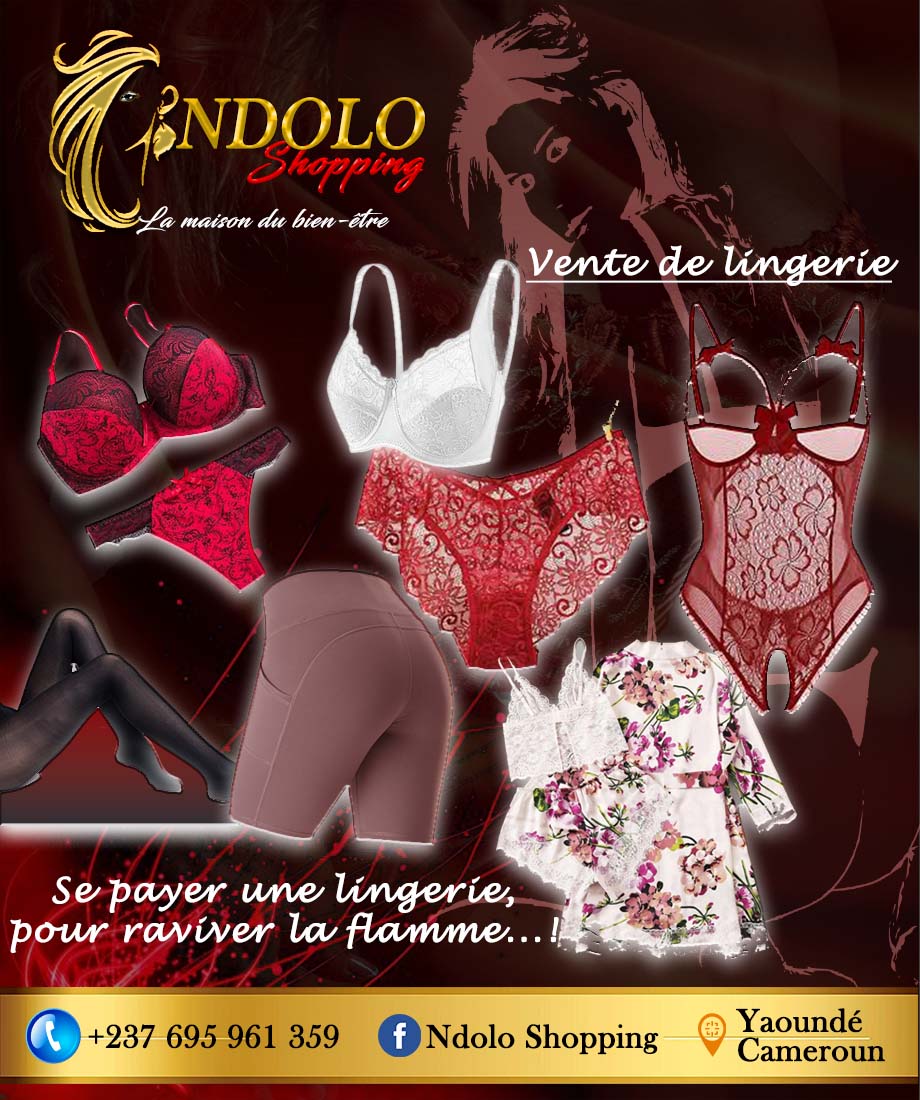 NDOLO
Shopping
La maison du bien-être
Vente de lingerie
Se payer une lingerie,
pour raviver la flamme...!
+237 695 961 359
f Ndolo Shopping
Yaoundé
Cameroun